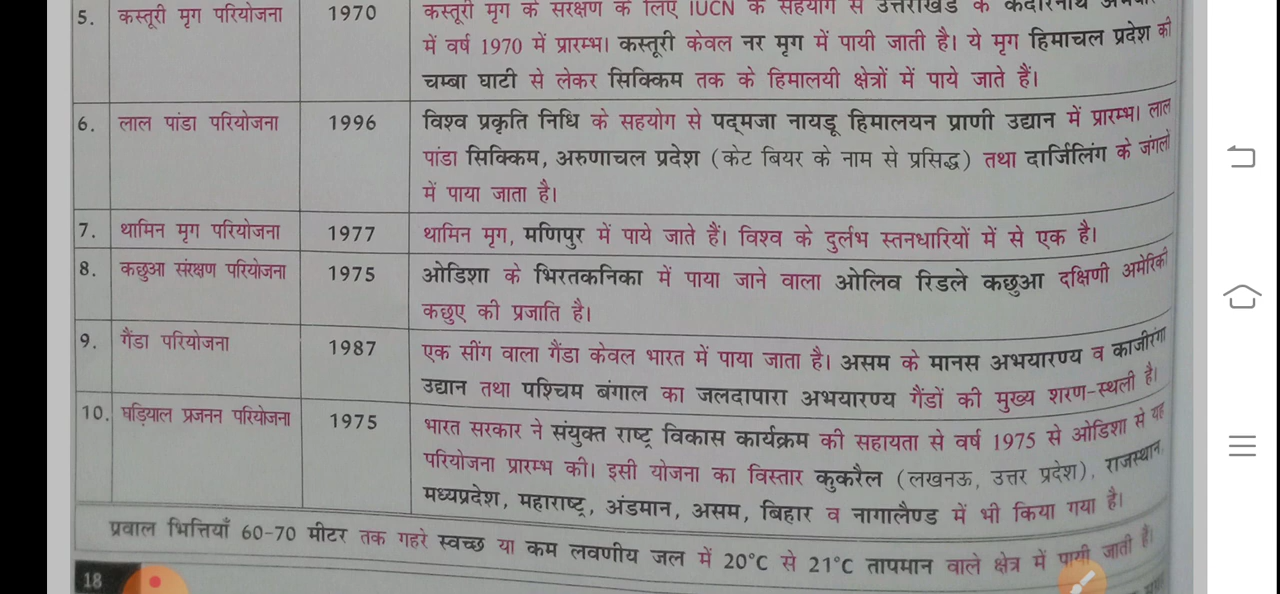 5. कस्तूरी मृग परियोजना 1970 कस्तूरी मृग के संरक्षण के लिए IUCN के सहयोग से उत्तराखंड के केदारनाथ
में वर्ष 1970 में प्रारम्भ। कस्तूरी केवल नर मृग में पायी जाती है। ये मृग हिमाचल प्रदेश की
चम्बा घाटी से लेकर सिक्किम तक के हिमालयी क्षेत्रों में पाये जाते हैं।
6. लाल पांडा परियोजना 1996 विश्व प्रकृति निधि के सहयोग से पद्मजा नायडू हिमालयन प्राणी उद्यान में प्रारम्भ। लाल
पांडा सिक्किम, अरुणाचल प्रदेश (केट बियर के नाम से प्रसिद्ध) तथा दार्जिलिंग के जंगलों
में पाया जाता है।
7. थामिन मृग परियोजना 1977 थामिन मृग, मणिपुर में पाये जाते हैं। विश्व के दुर्लभ स्तनधारियों में से एक है।
8. कछुआ संरक्षण परियोजना 1975 ओडिशा के भिरतकनिका में पाया जाने वाला ओलिव रिडले कछुआ दक्षिणी अमेरिकी
कछुए की प्रजाति है।
9. गैंडा परियोजना 1987 एक सींग वाला गैंडा केवल भारत में पाया जाता है। असम के मानस अभयारण्य व काजीरंगा
उद्यान तथा पश्चिम बंगाल का जलदापारा अभयारण्य गैंडों की मुख्य शरण-स्थली है।
10. घड़ियाल प्रजनन परियोजना 1975 भारत सरकार ने संयुक्त राष्ट्र विकास कार्यक्रम की सहायता से वर्ष 1975 से ओडिशा से यह
परियोजना प्रारम्भ की। इसी योजना का विस्तार कुकरैल (लखनऊ, उत्तर प्रदेश), राजस्थान,
मध्यप्रदेश, महाराष्ट्र, अंडमान, असम, बिहार व नागालैण्ड में भी किया गया है।
प्रवाल भित्तियाँ 60-70 मीटर तक गहरे स्वच्छ या कम लवणीय जल में 20°C से 21°C तापमान वाले क्षेत्र में पायी जाती है।
18